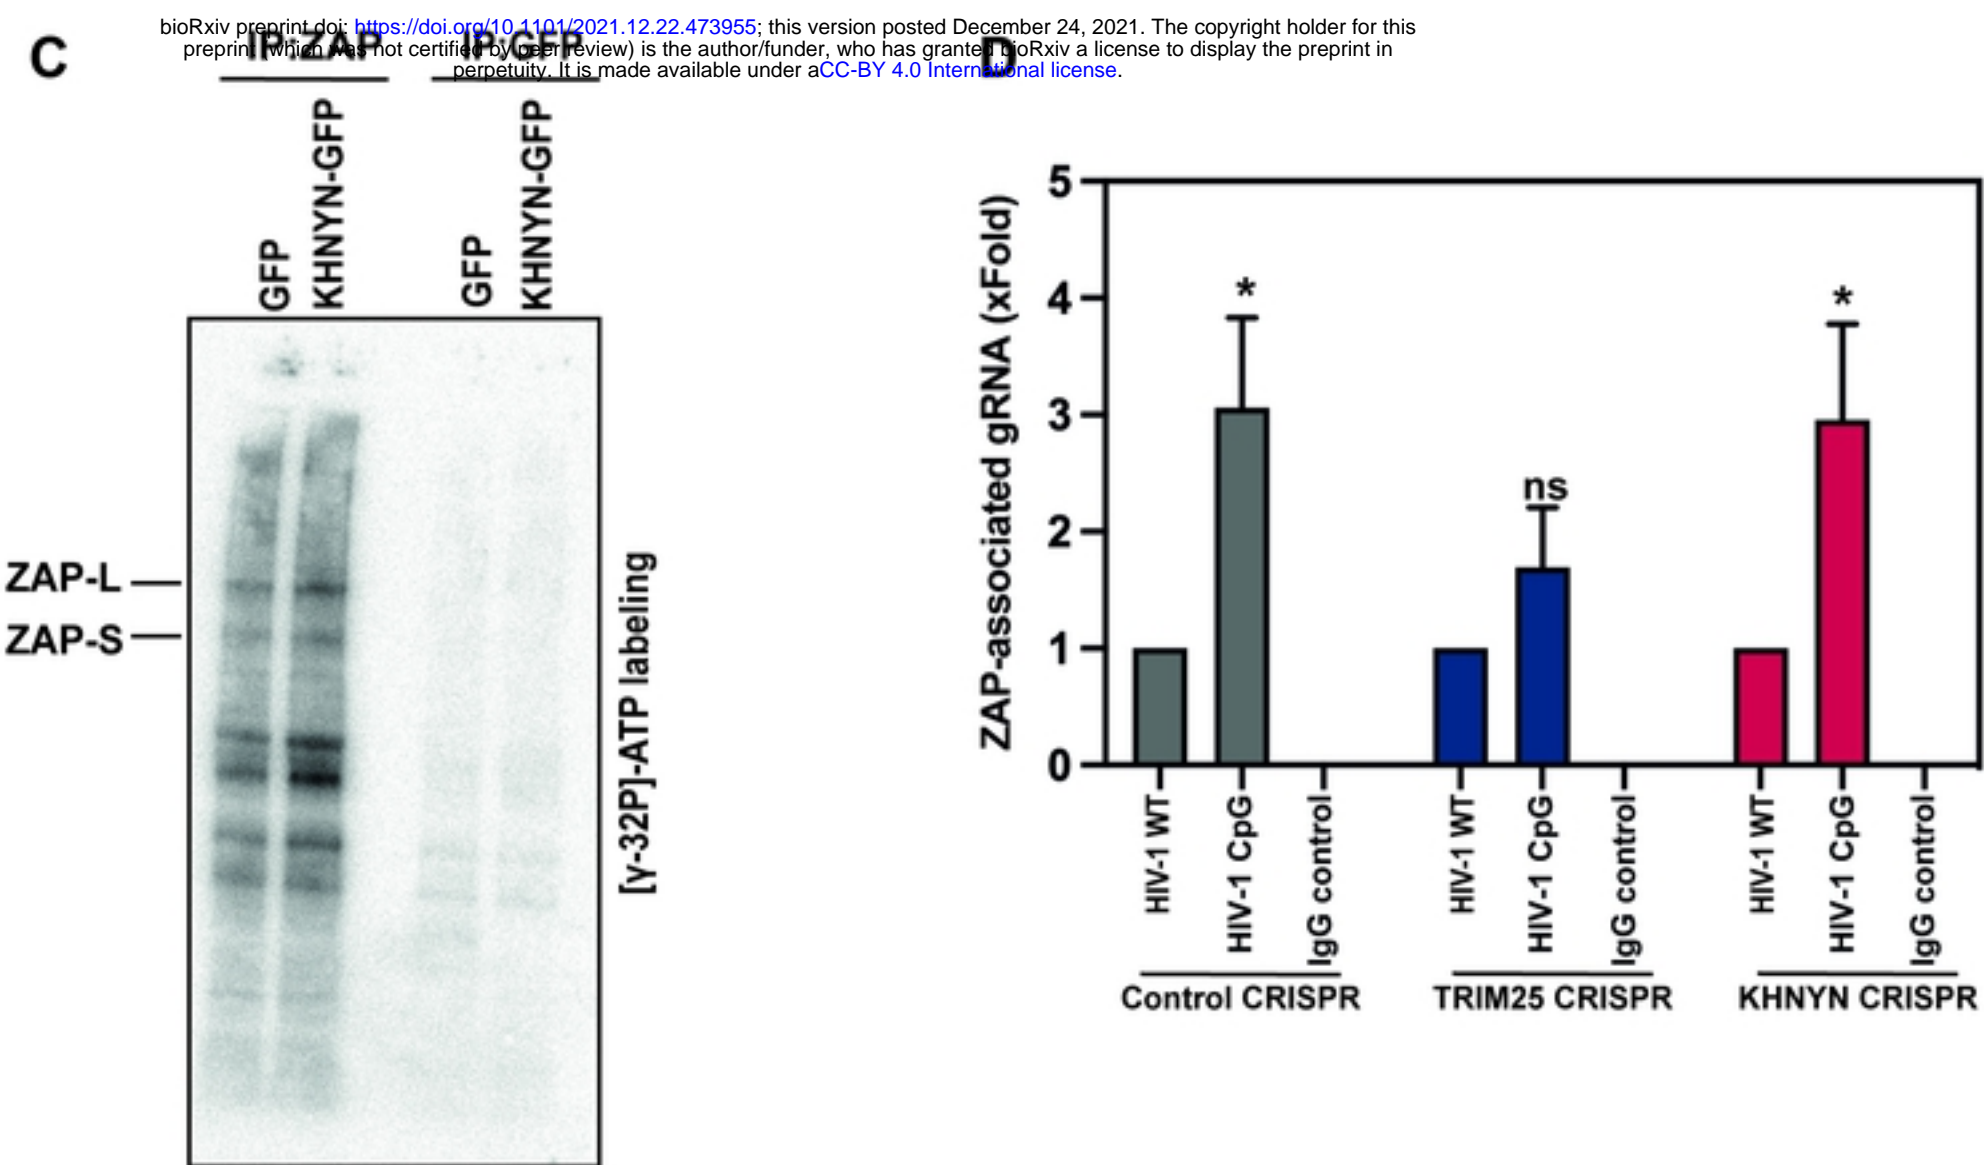 bioRxiv preprint doi: https://doi.org/10.1101/2021.12.22.473955; this version posted December 24, 2021. The copyright holder for this
preprint (which was not certified by peer review) is the author/funder, who has granted bioRxiv a license to display the preprint in
perpetuity. It is made available under aCC-BY 4.0 International license.
C
IP:ZAP
IP:GFP
GFP
KHNYN-GFP
GFP
KHNYN-GFP
ZAP-L
ZAP-S
[γ-32P]-ATP labeling
D
ZAP-associated gRNA (xFold)
5
4
3
2
1
0
*
ns
*
HIV-1 WT
HIV-1 CpG
IgG control
HIV-1 WT
HIV-1 CpG
IgG control
HIV-1 WT
HIV-1 CpG
IgG control
Control CRISPR
TRIM25 CRISPR
KHNYN CRISPR